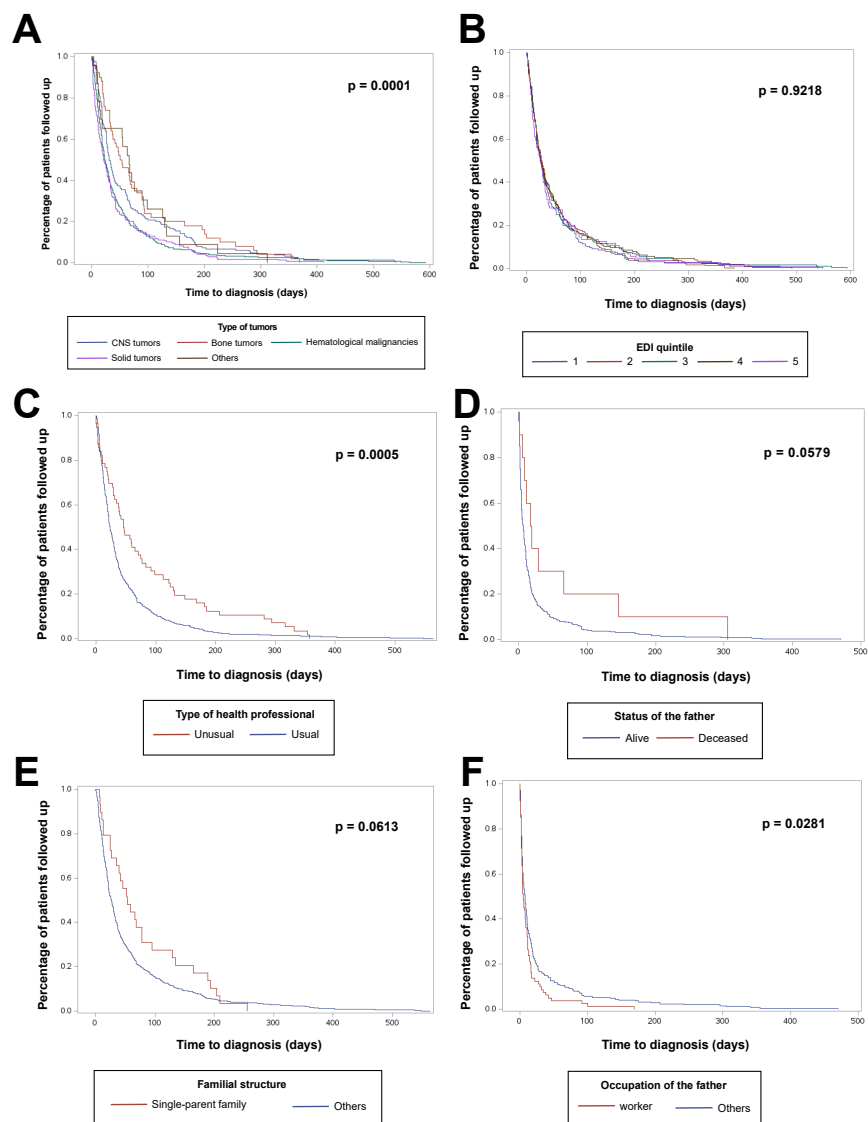 A
Percentage of patients followed up
1.0
0.8
0.6
0.4
0.2
0.0
p = 0.0001
0 100 200 300 400 500 600
Time to diagnosis (days)
Type of tumors
CNS tumors Bone tumors Hematological malignancies
Solid tumors Others
B
Percentage of patients followed up
1.0
0.8
0.6
0.4
0.2
0.0
p = 0.9218
0 100 200 300 400 500 600
Time to diagnosis (days)
EDI quintile
1 2 3 4 5
C
Percentage of patients followed up
1.0
0.8
0.6
0.4
0.2
0.0
p = 0.0005
0 100 200 300 400 500
Time to diagnosis (days)
Type of health professional
Unusual Usual
D
Percentage of patients followed up
1.0
0.8
0.6
0.4
0.2
0.0
p = 0.0579
0 100 200 300 400 500
Time to diagnosis (days)
Status of the father
Alive Deceased
E
Percentage of patients followed up
1.0
0.8
0.6
0.4
0.2
0.0
p = 0.0613
0 100 200 300 400 500
Time to diagnosis (days)
Familial structure
Single-parent family Others
F
Percentage of patients followed up
1.0
0.8
0.6
0.4
0.2
0.0
p = 0.0281
0 100 200 300 400 500
Time to diagnosis (days)
Occupation of the father
worker Others